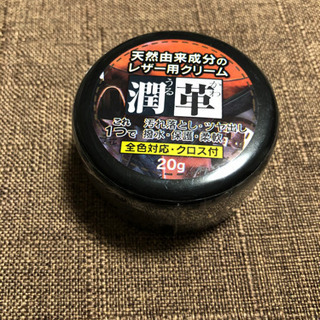 天然由来成分の
レザー用クリーム
うる
潤革
これ
1つで
汚れ落とし・ツヤ出し
撥水・保護・柔軟
全色対応・クロス付
20g